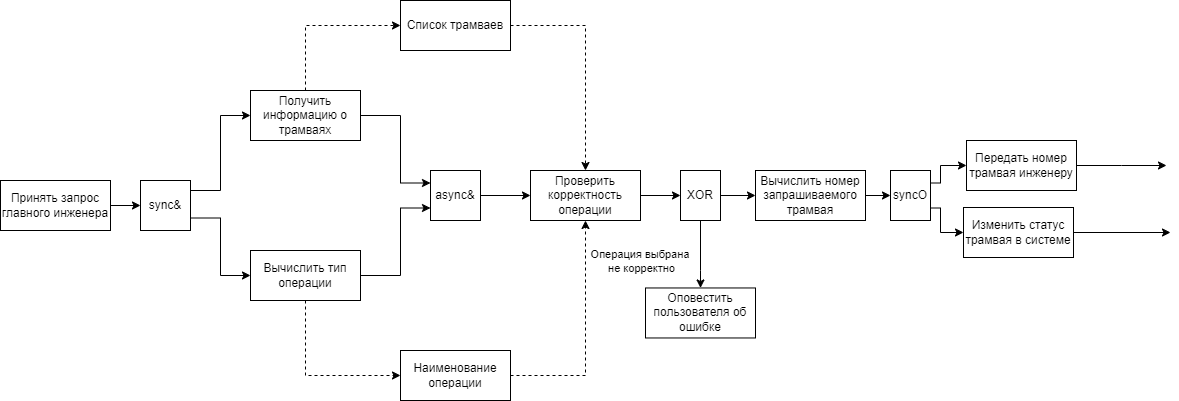 Список трамваев
Получить
информацию о
трамваях
Принять запрос
главного инженера
sync&
async&
Проверить
корректность
операции
XOR
Вычислить номер
запрашиваемого
трамвая
syncO
Передать номер
трамвая инженеру
Изменить статус
трамвая в системе
Вычислить тип
операции
Операция выбрана
не корректно
Оповестить
пользователя об
ошибке
Наименование
операции